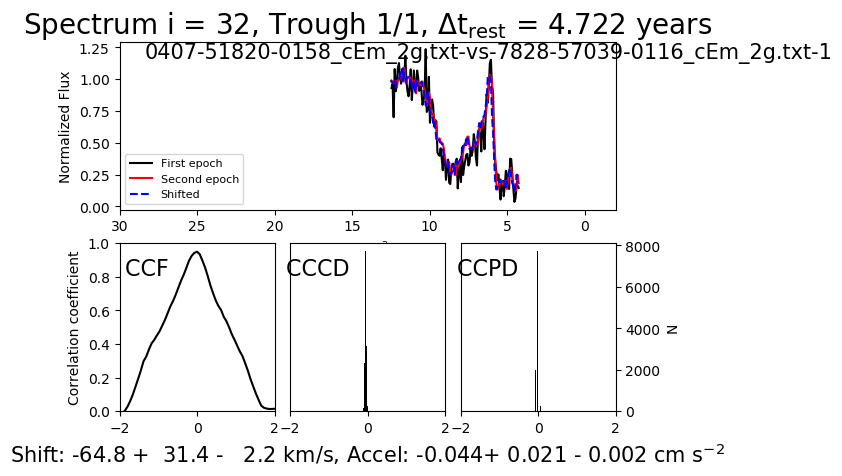 Spectrum i = 32, Trough 1/1, Δt_rest = 4.722 years
0407-51820-0158_cEm_2g.txt-vs-7828-57039-0116_cEm_2g.txt-1
Normalized Flux
1.25
1.00
0.75
0.50
0.25
0.00
First epoch
Second epoch
Shifted
30 25 20 15 10 5 0
Correlation coefficient
1.0
0.8
0.6
0.4
0.2
0.0
CCF
CCCD
CCPD
8000
6000
4000
2000
0
N
−2 0 2
−2 0 2
−2 0 2
Shift: -64.8 + 31.4 - 2.2 km/s, Accel: -0.044+ 0.021 - 0.002 cm s⁻²